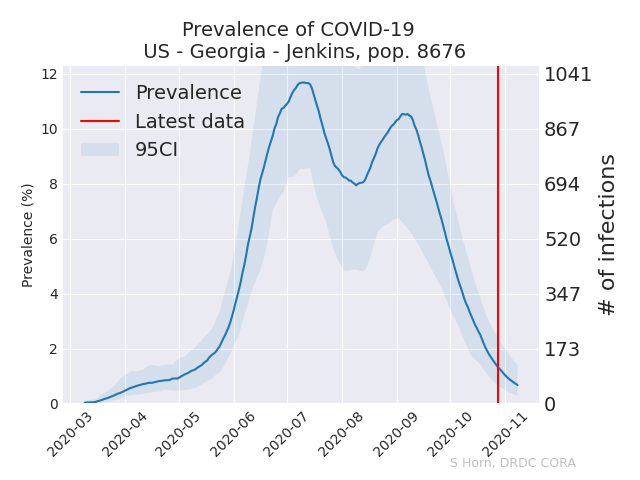 Prevalence of COVID-19
US - Georgia - Jenkins, pop. 8676
Prevalence
Latest data
95CI
Prevalence (%)
12
10
8
6
4
2
0
1041
867
694
520
347
173
0
# of infections
2020-03
2020-04
2020-05
2020-06
2020-07
2020-08
2020-09
2020-10
2020-11
S Horn, DRDC CORA